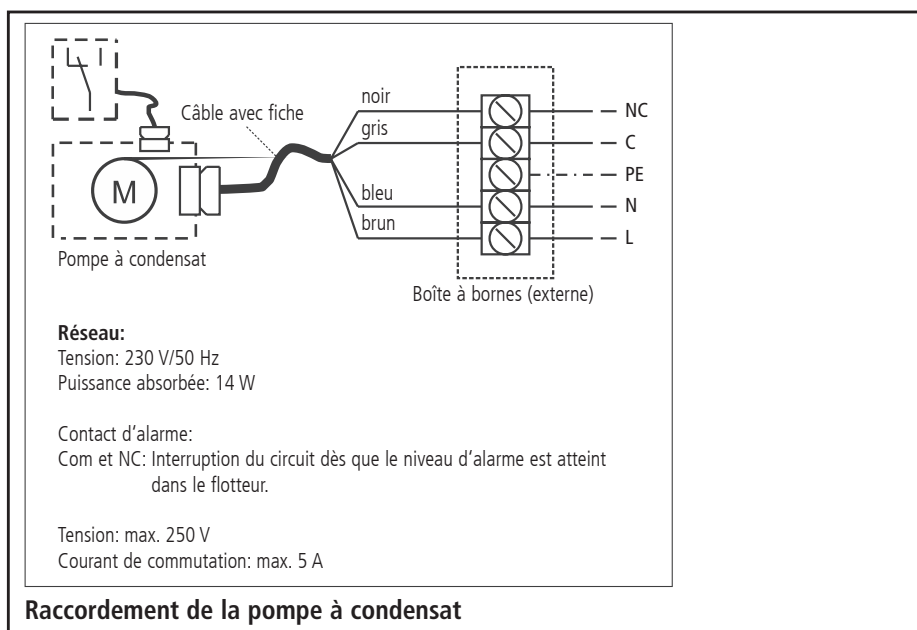 noir
NC
Câble avec fiche
gris
C
PE
M
bleu
N
brun
L
Pompe à condensat
Boîte à bornes (externe)
Réseau:
Tension: 230 V/50 Hz
Puissance absorbée: 14 W
Contact d’alarme:
Com et NC: Interruption du circuit dès que le niveau d’alarme est atteint
dans le flotteur.
Tension: max. 250 V
Courant de commutation: max. 5 A
Raccordement de la pompe à condensat